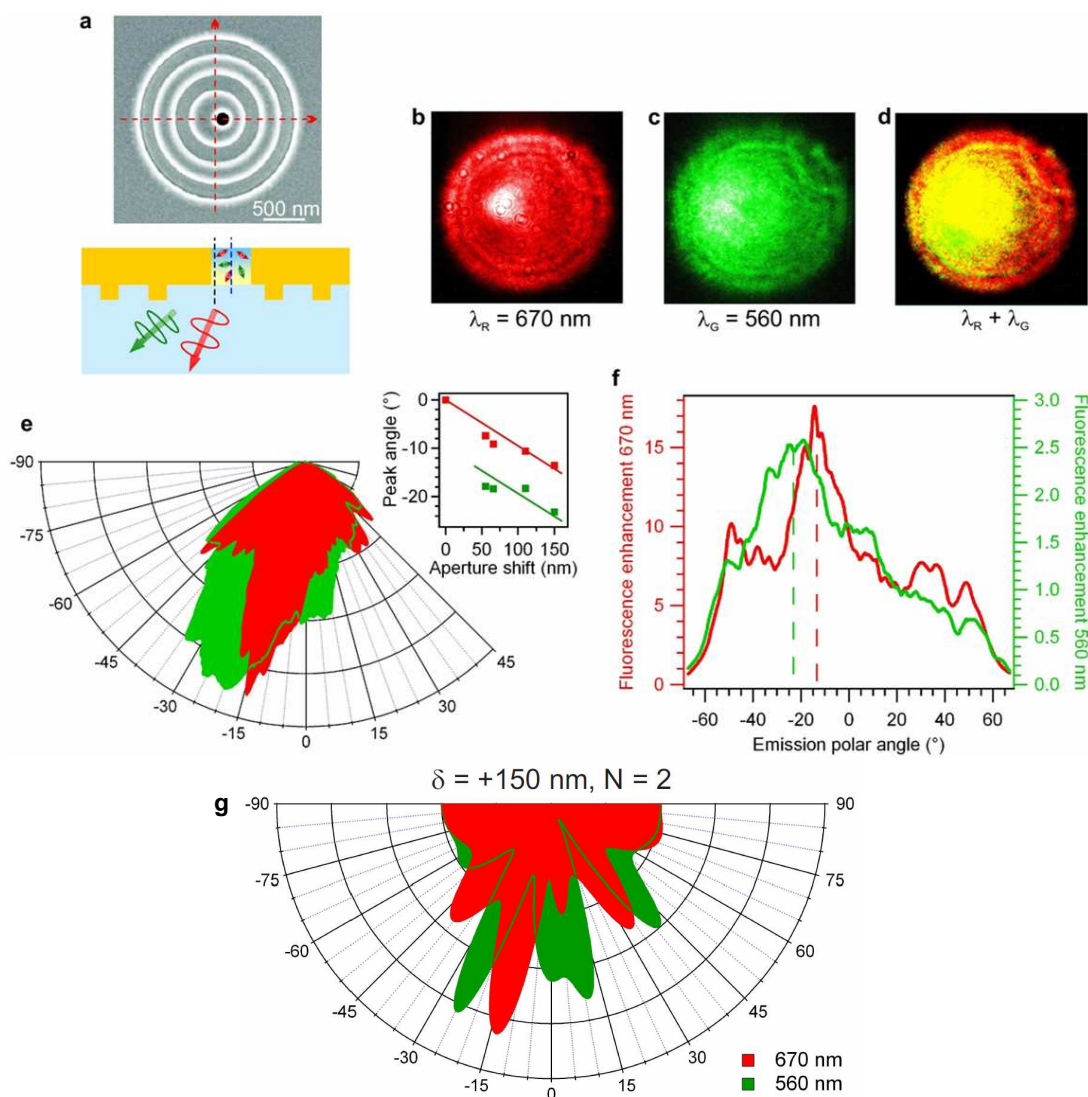 a
500 nm
b
λR = 670 nm
c
λG = 560 nm
d
λR + λG
e
-90
-75
-60
-45
-30
-15
0
15
30
45
Peak angle (°)
0
-10
-20
0 50 100 150
Aperture shift (nm)
f
Fluorescence enhancement 670 nm
15
10
5
0
Fluorescence enhancement 560 nm
3.0
2.5
2.0
1.5
1.0
0.5
0.0
-60 -40 -20 0 20 40 60
Emission polar angle (°)
δ = +150 nm, N = 2
g
-90
-75
-60
-45
-30
-15
0
15
30
45
60
75
90
670 nm
560 nm